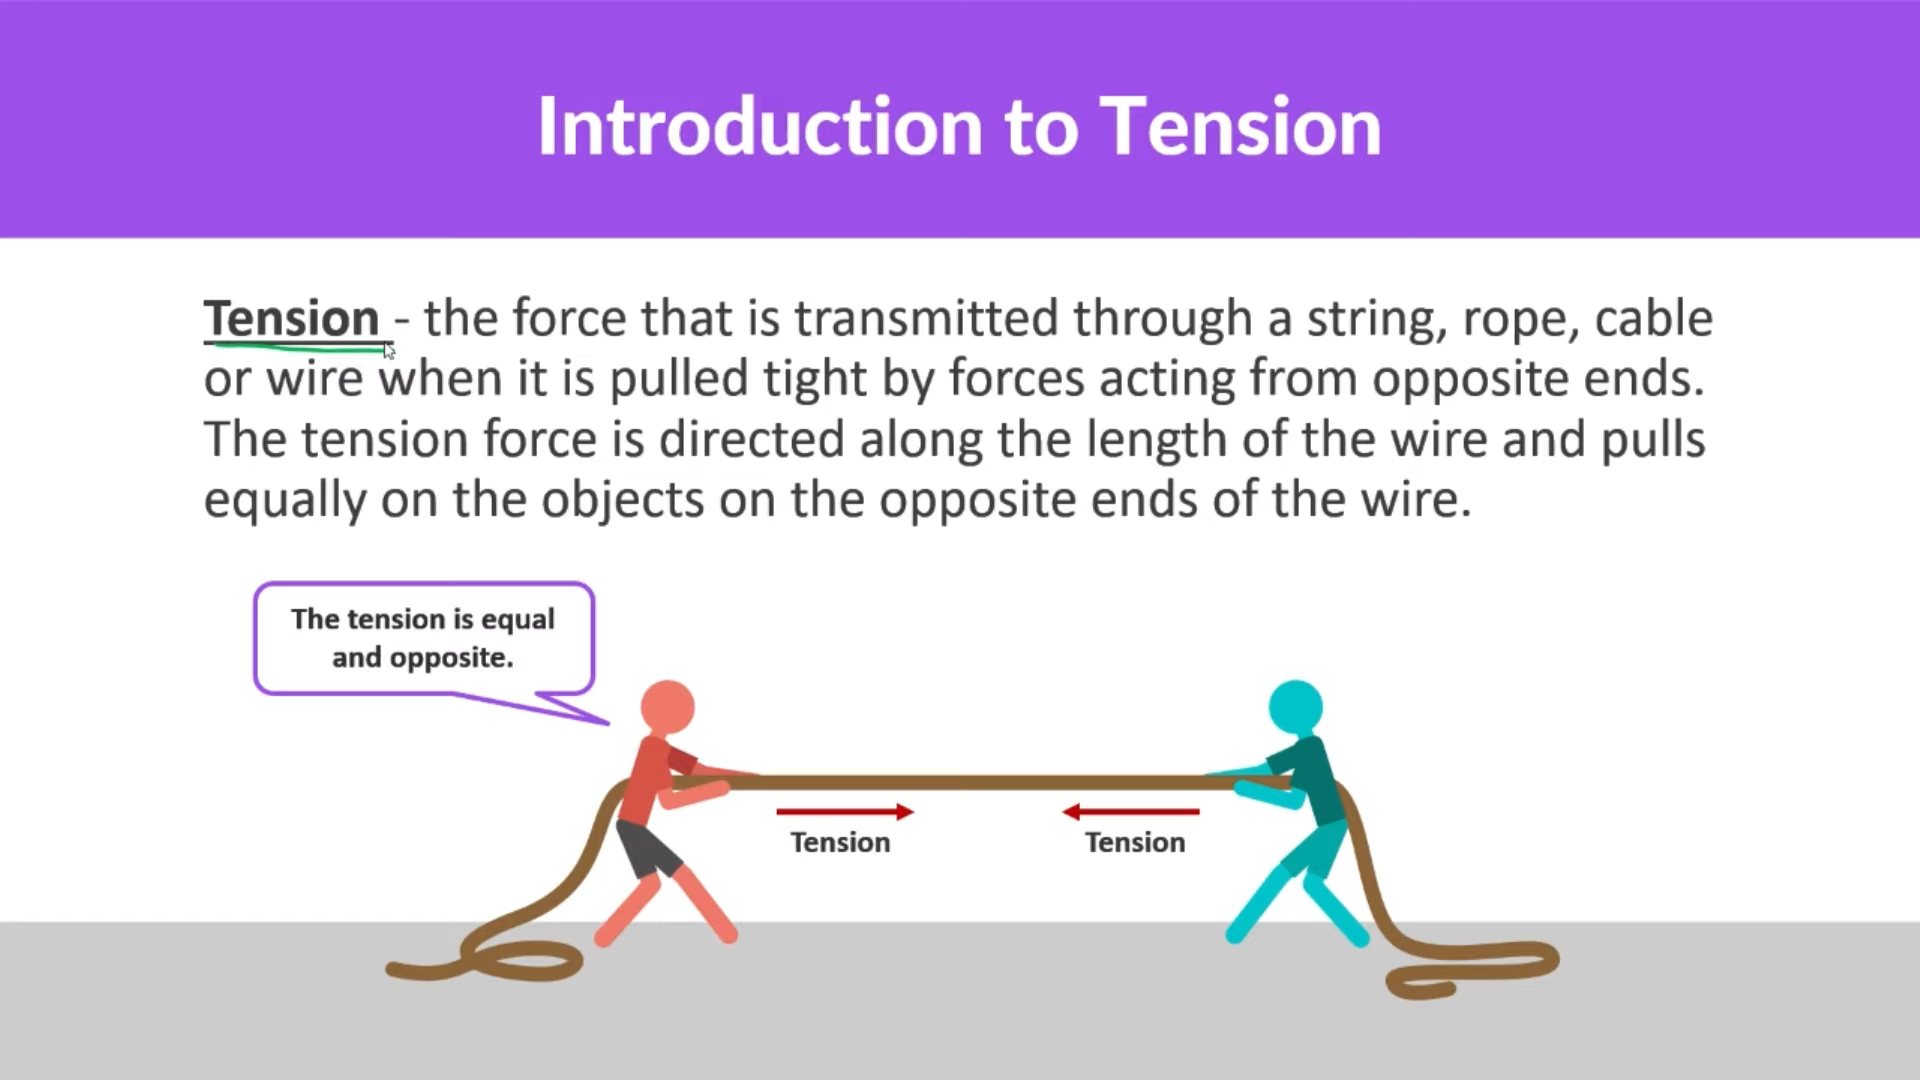 Introduction to Tension
Tension - the force that is transmitted through a string, rope, cable
or wire when it is pulled tight by forces acting from opposite ends.
The tension force is directed along the length of the wire and pulls
equally on the objects on the opposite ends of the wire.
The tension is equal
and opposite.
Tension
Tension